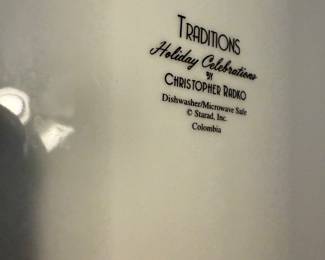 TRADITIONS
Holiday Celebrations
BY
CHRISTOPHER RADKO
Dishwasher/Microwave Safe
© Starad, Inc.
Colombia